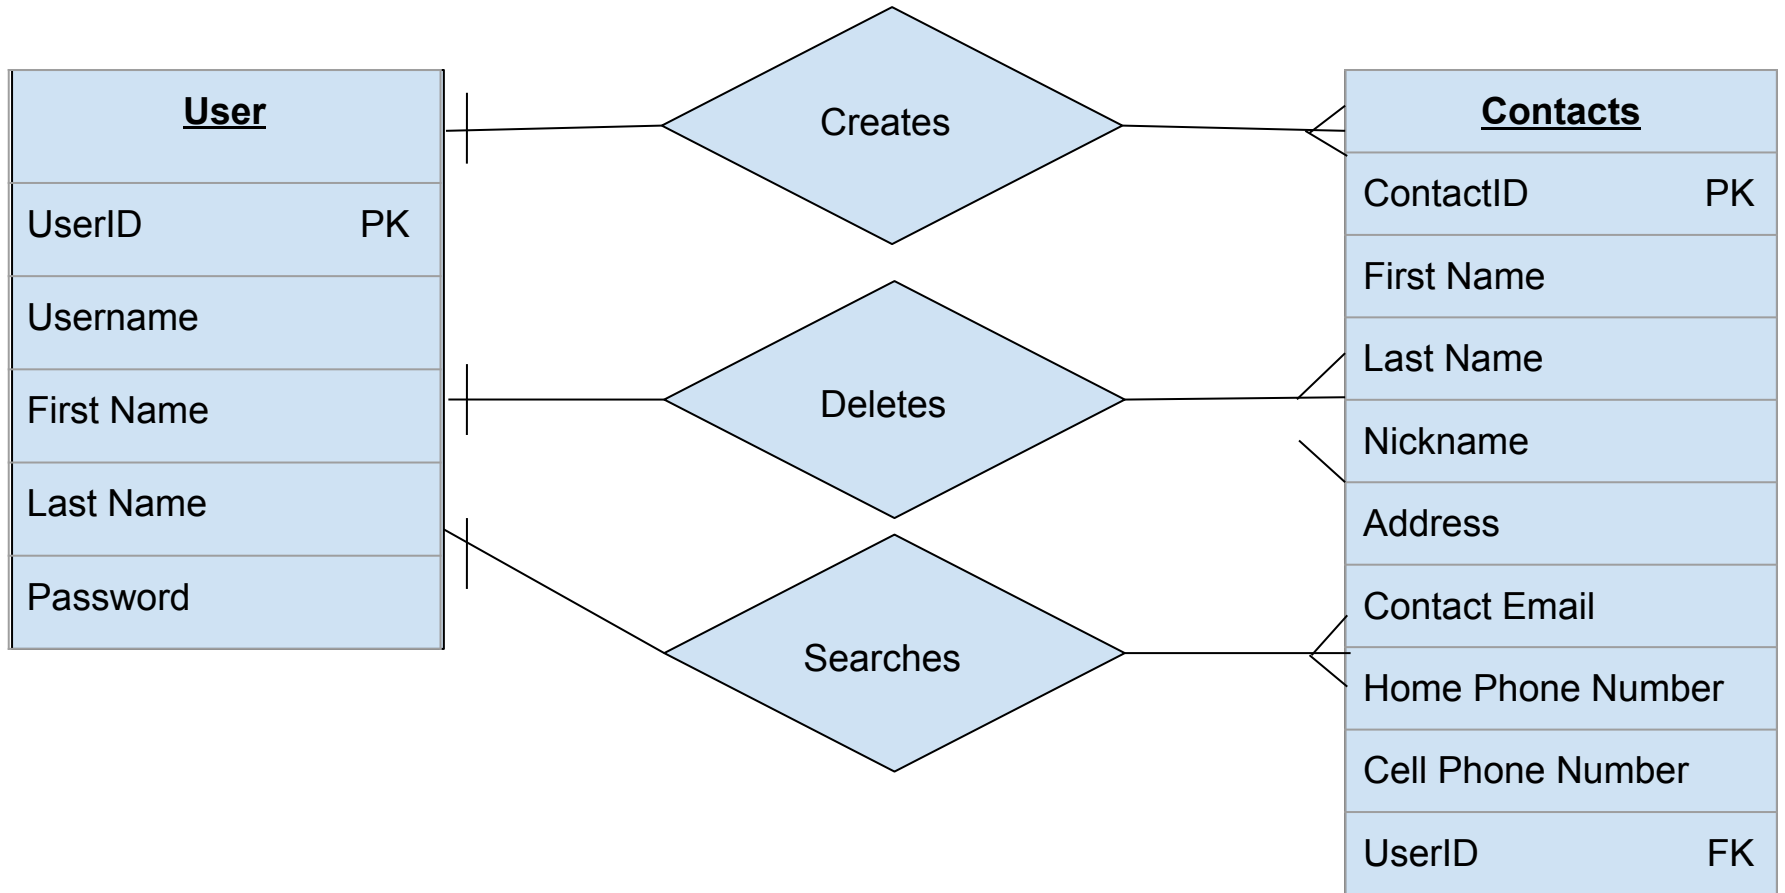 User
UserID PK
Username
First Name
Last Name
Password
Creates
Deletes
Searches
Contacts
ContactID PK
First Name
Last Name
Nickname
Address
Contact Email
Home Phone Number
Cell Phone Number
UserID FK